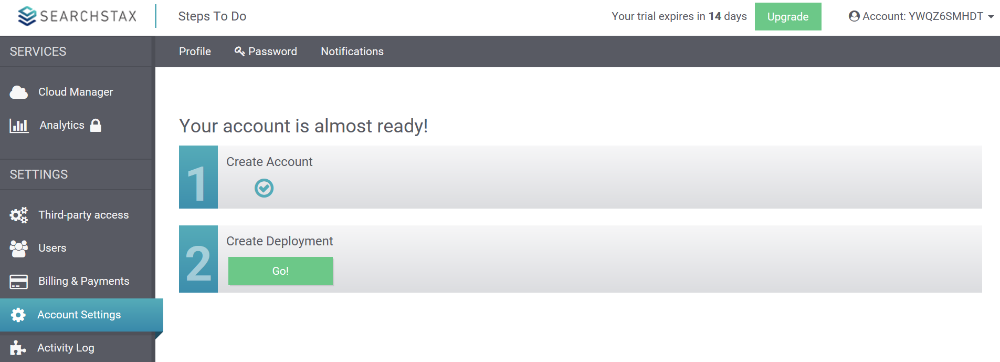 SEARCHSTAX
Steps To Do
Your trial expires in 14 days
Upgrade
Account: YWQZ6SMHDT
SERVICES
Profile
Password
Notifications
Cloud Manager
Analytics
Your account is almost ready!
1
Create Account
SETTINGS
Third-party access
2
Create Deployment
Go!
Users
Billing & Payments
Account Settings
Activity Log